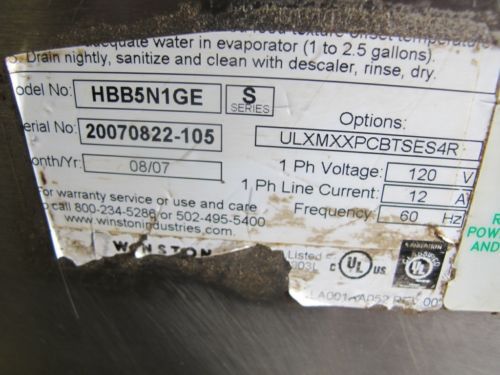 adequate water in evaporator (1 to 2.5 gallons).
Drain nightly, sanitize and clean with descaler, rinse, dry.
odel No: HBB5N1GE S SERIES
Options:
erial No: 20070822-105 ULXMXXPCBTSES4R
onth/Yr: 08/07 1 Ph Voltage: 120 V
1 Ph Line Current: 12 A
Frequency: 60 Hz
For warranty service or use and care
call 800-234-5286 or 502-495-5400
www.winstonindustries.com
WINSTON
Listed
003L
C UL US
UL
POW
AND